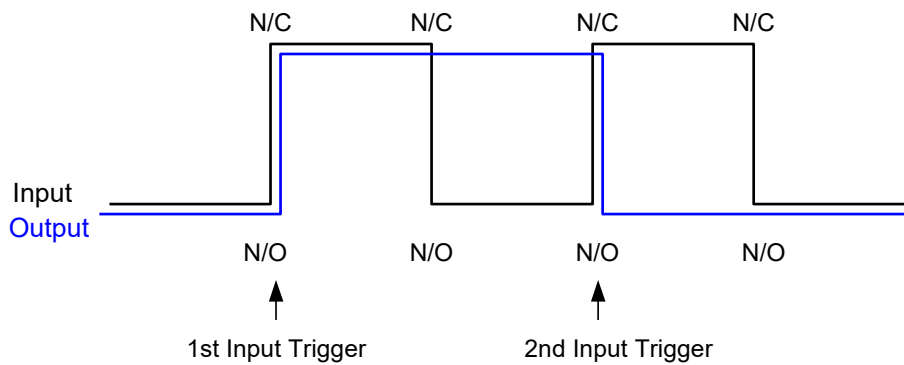 N/C N/C N/C N/C
Input
Output
N/O N/O N/O N/O
1st Input Trigger 2nd Input Trigger